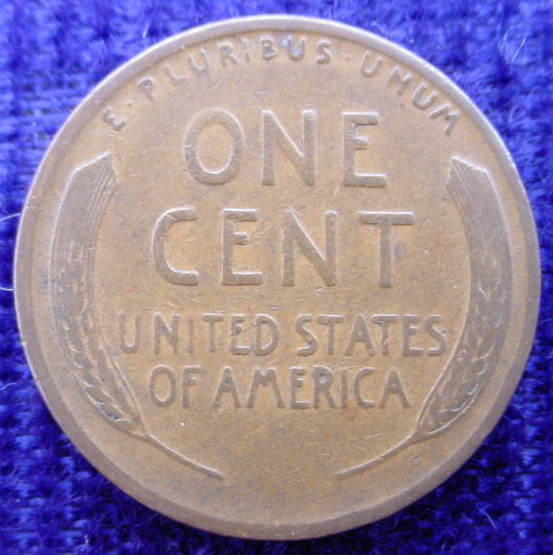 E·PLURIBUS·UNUM
ONE
CENT
UNITED STATES
OF AMERICA